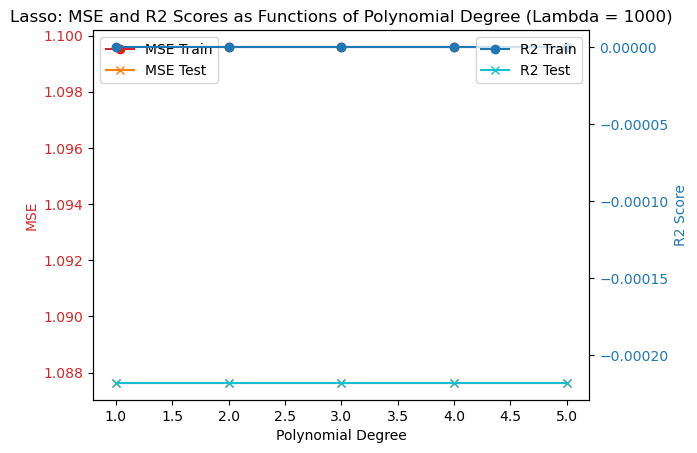 Lasso: MSE and R2 Scores as Functions of Polynomial Degree (Lambda = 1000)
1.100
1.098
1.096
1.094
1.092
1.090
1.088
MSE
MSE Train
MSE Test
R2 Train
R2 Test
0.00000
−0.00005
−0.00010
−0.00015
−0.00020
R2 Score
1.0 1.5 2.0 2.5 3.0 3.5 4.0 4.5 5.0
Polynomial Degree